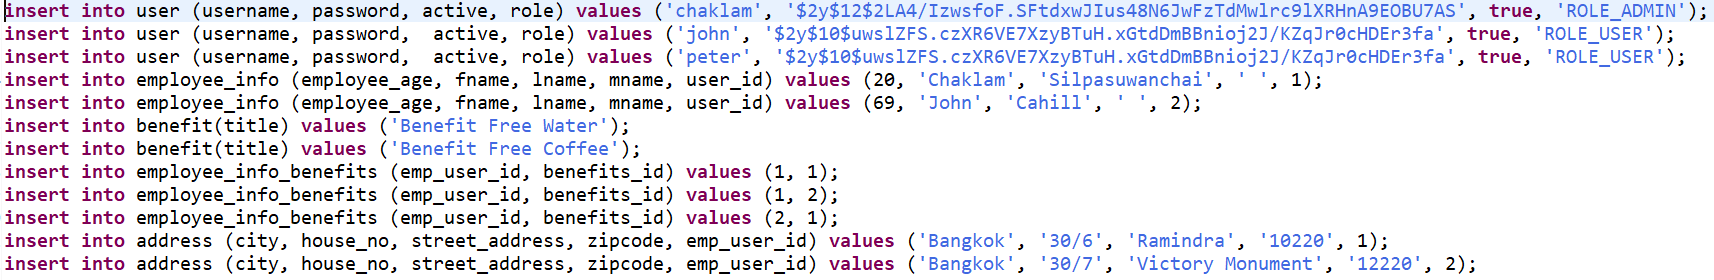 insert into user (username, password, active, role) values ('chaklam', '$2y$12$2LA4/IzwsfoF.SFtdxwJIus48N6JwFzTdMwlrc9lXRHnA9EOBU7AS', true, 'ROLE_ADMIN');
insert into user (username, password,  active, role) values ('john', '$2y$10$uwslZFS.czXR6VE7XzyBTuH.xGtdDmBBnioj2J/KZqJr0cHDEr3fa', true, 'ROLE_USER');
insert into user (username, password,  active, role) values ('peter', '$2y$10$uwslZFS.czXR6VE7XzyBTuH.xGtdDmBBnioj2J/KZqJr0cHDEr3fa', true, 'ROLE_USER');
insert into employee_info (employee_age, fname, lname, mname, user_id) values (20, 'Chaklam', 'Silpasuwanchai', ' ', 1);
insert into employee_info (employee_age, fname, lname, mname, user_id) values (69, 'John', 'Cahill', ' ', 2);
insert into benefit(title) values ('Benefit Free Water');
insert into benefit(title) values ('Benefit Free Coffee');
insert into employee_info_benefits (emp_user_id, benefits_id) values (1, 1);
insert into employee_info_benefits (emp_user_id, benefits_id) values (1, 2);
insert into employee_info_benefits (emp_user_id, benefits_id) values (2, 1);
insert into address (city, house_no, street_address, zipcode, emp_user_id) values ('Bangkok', '30/6', 'Ramindra', '10220', 1);
insert into address (city, house_no, street_address, zipcode, emp_user_id) values ('Bangkok', '30/7', 'Victory Monument', '12220', 2);